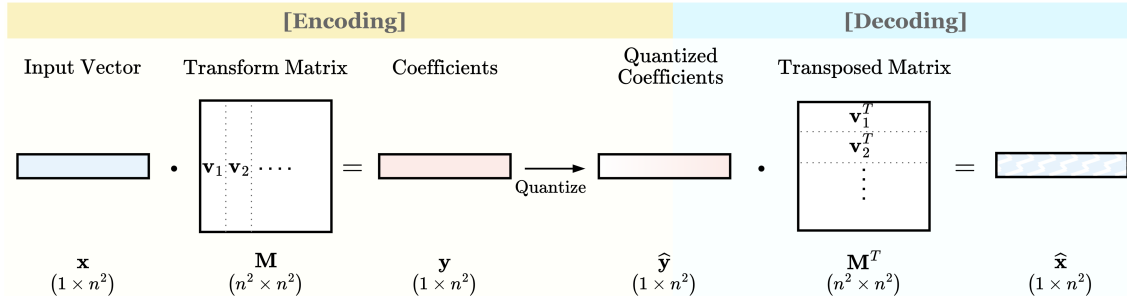 [Encoding] [Decoding]
Input Vector Transform Matrix Coefficients Quantized Coefficients Transposed Matrix
v₁ v₂ ···· = Quantize v₁ᵀ v₂ᵀ ⋮ =
x M y ŷ Mᵀ x̂
(1 × n²) (n² × n²) (1 × n²) (1 × n²) (n² × n²) (1 × n²)